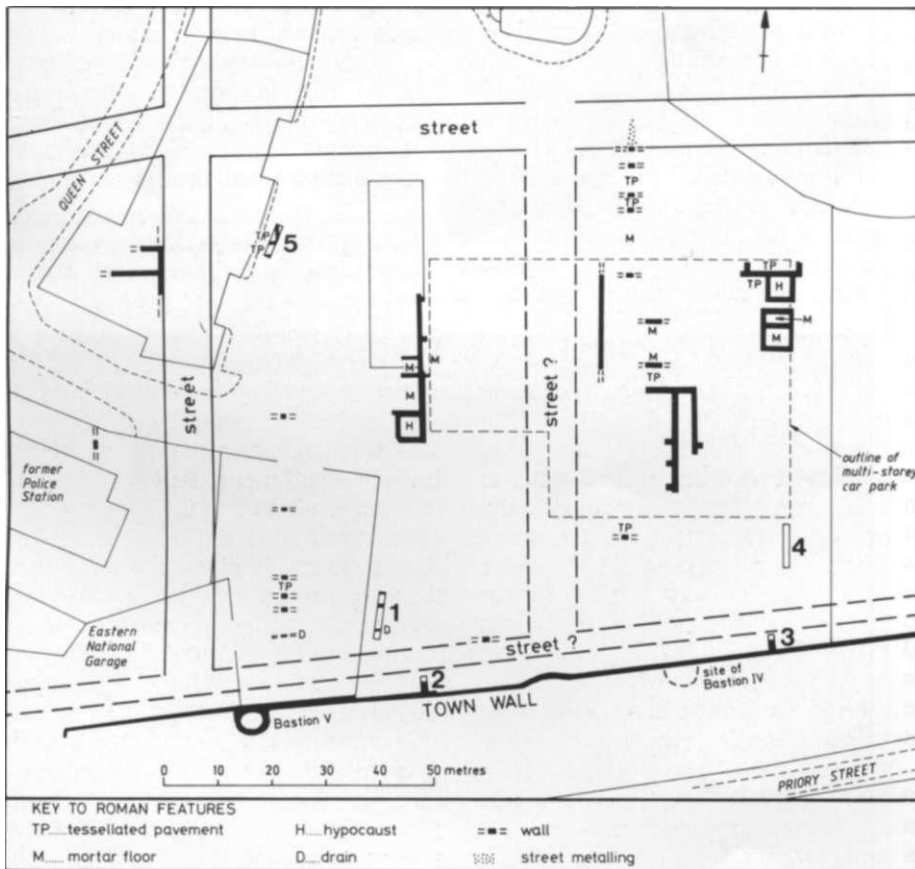 street
QUEEN STREET
TP
TP
TP
TP
5
M
TP
TP
H
M
M
M
M
M
M
TP
H
street
street ?
former
Police
Station
outline of
multi-storey
car park
TP
4
TP
1
D
D
Eastern
National
Garage
street ?
3
2
TOWN WALL
site of
Bastion IV
Bastion V
0 10 20 30 40 50 metres
PRIORY STREET
KEY TO ROMAN FEATURES
TP......tessellated pavement H.....hypocaust wall
M...... mortar floor D.....drain street metalling